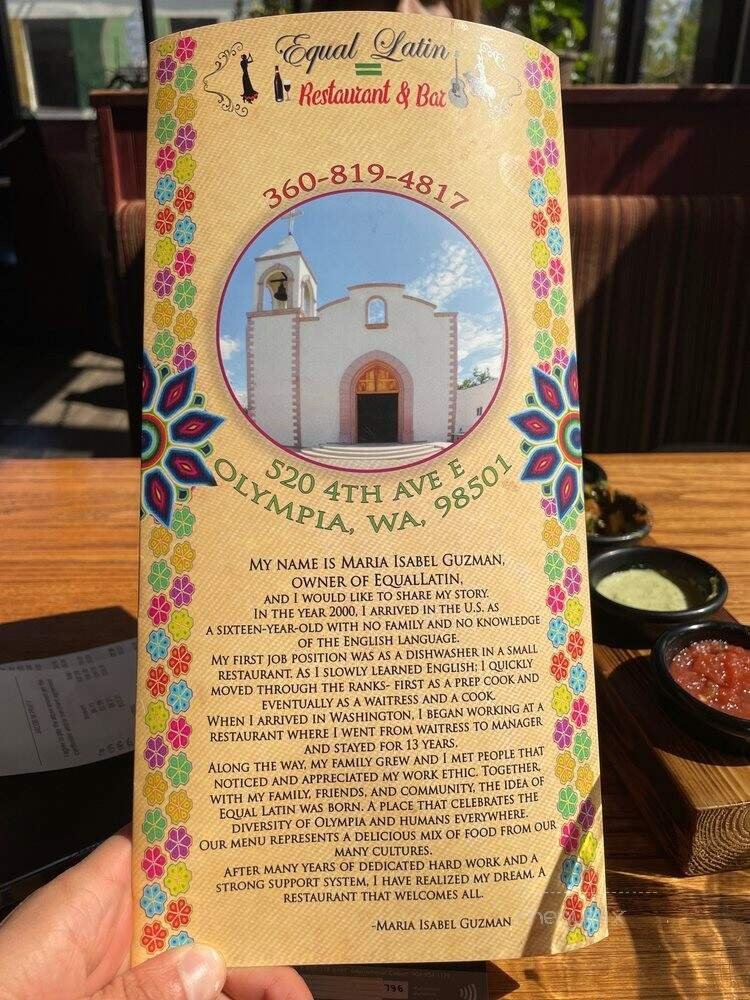 Equal Latin
Restaurant & Bar
360-819-4817
520 4TH AVE E
OLYMPIA, WA, 98501
MY NAME IS MARIA ISABEL GUZMAN,
OWNER OF EQUALLATIN,
AND I WOULD LIKE TO SHARE MY STORY.
IN THE YEAR 2000, I ARRIVED IN THE U.S. AS
A SIXTEEN-YEAR-OLD WITH NO FAMILY AND NO KNOWLEDGE
OF THE ENGLISH LANGUAGE.
MY FIRST JOB POSITION WAS AS A DISHWASHER IN A SMALL
RESTAURANT. AS I SLOWLY LEARNED ENGLISH; I QUICKLY
MOVED THROUGH THE RANKS- FIRST AS A PREP COOK AND
EVENTUALLY AS A WAITRESS AND A COOK.
WHEN I ARRIVED IN WASHINGTON, I BEGAN WORKING AT A
RESTAURANT WHERE I WENT FROM WAITRESS TO MANAGER
AND STAYED FOR 13 YEARS.
ALONG THE WAY, MY FAMILY GREW AND I MET PEOPLE THAT
NOTICED AND APPRECIATED MY WORK ETHIC. TOGETHER,
WITH MY FAMILY, FRIENDS, AND COMMUNITY, THE IDEA OF
EQUAL LATIN WAS BORN. A PLACE THAT CELEBRATES THE
DIVERSITY OF OLYMPIA AND HUMANS EVERYWHERE.
OUR MENU REPRESENTS A DELICIOUS MIX OF FOOD FROM OUR
MANY CULTURES.
AFTER MANY YEARS OF DEDICATED HARD WORK AND A
STRONG SUPPORT SYSTEM, I HAVE REALIZED MY DREAM. A
RESTAURANT THAT WELCOMES ALL.
-MARIA ISABEL GUZMAN